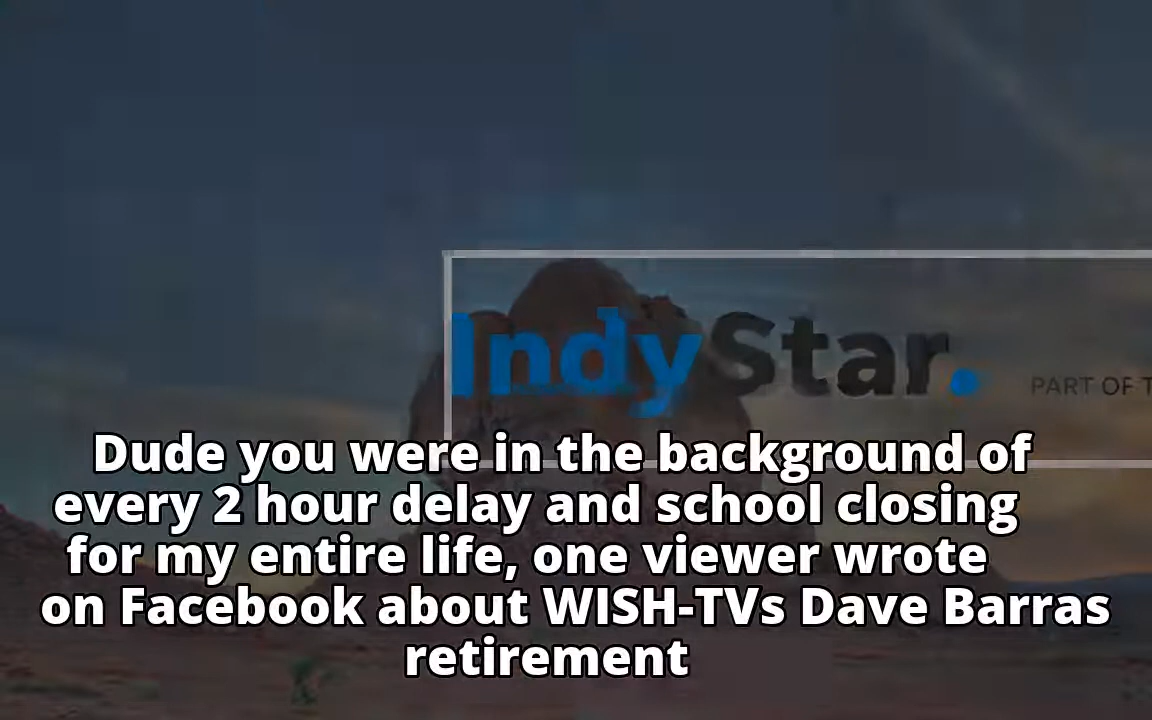 IndyStar.
PART OF T
Dude you were in the background of
every 2 hour delay and school closing
for my entire life, one viewer wrote
on Facebook about WISH-TVs Dave Barras
retirement